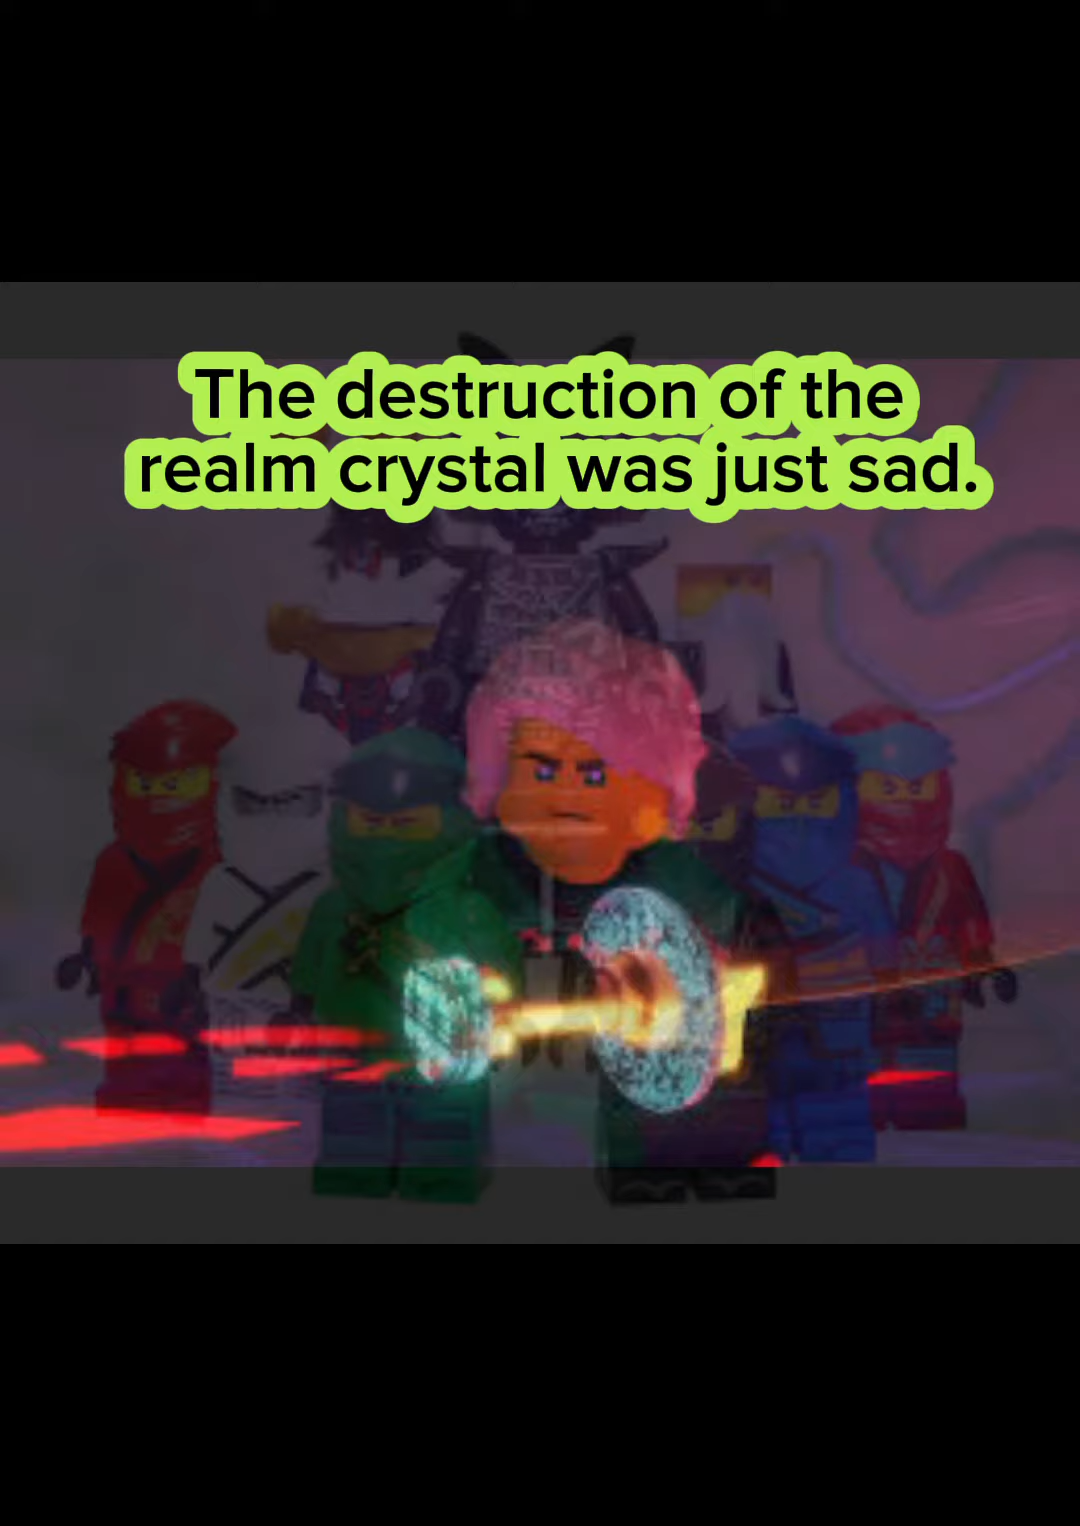 The destruction of the
realm crystal was just sad.